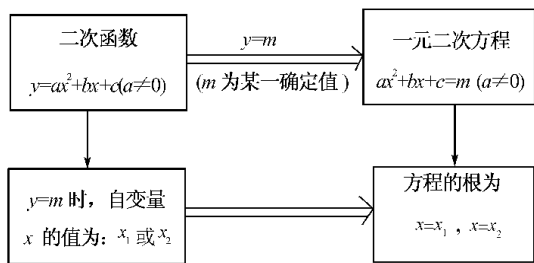 二次函数
y=ax²+bx+c(a≠0)
y=m
(m 为某一确定值)
一元二次方程
ax²+bx+c=m (a≠0)
y=m 时，自变量
x 的值为：x₁ 或 x₂
方程的根为
x=x₁ ，x=x₂